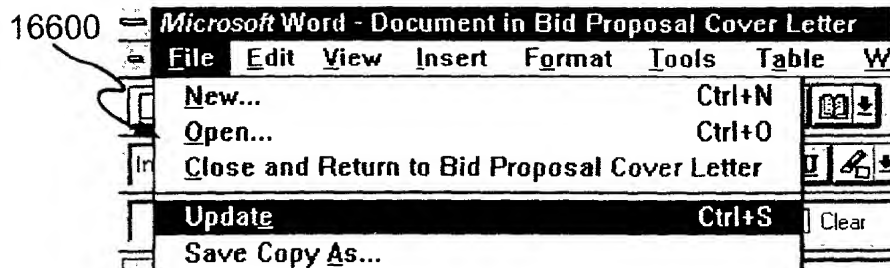 16600
Microsoft Word - Document in Bid Proposal Cover Letter
File Edit View Insert Format Tools Table W
New... Ctrl+N
Open... Ctrl+O
Close and Return to Bid Proposal Cover Letter
Update Ctrl+S
Clear
Save Copy As...